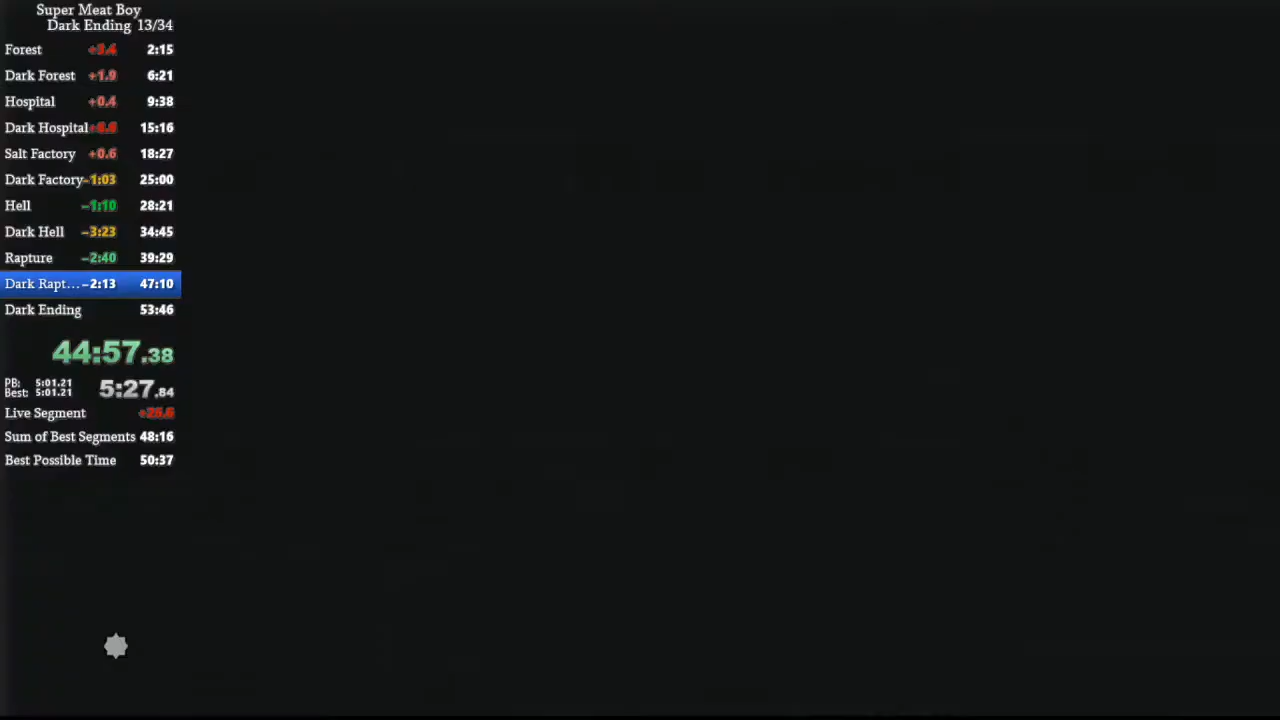 Super Meat Boy
Dark Ending 13/34
Forest 2:15
Dark Forest +1.9 6:21
Hospital +0.4 9:38
Dark Hospital 15:16
Salt Factory +0.6 18:27
Dark Factory -1:03 25:00
Hell -1:10 28:21
Dark Hell -3:23 34:45
Rapture -2:40 39:29
Dark Rapt... -2:13 47:10
Dark Ending 53:46
44:57.38
PB: 5:01.21
Best: 5:01.21
5:27.84
Live Segment
Sum of Best Segments 48:16
Best Possible Time 50:37